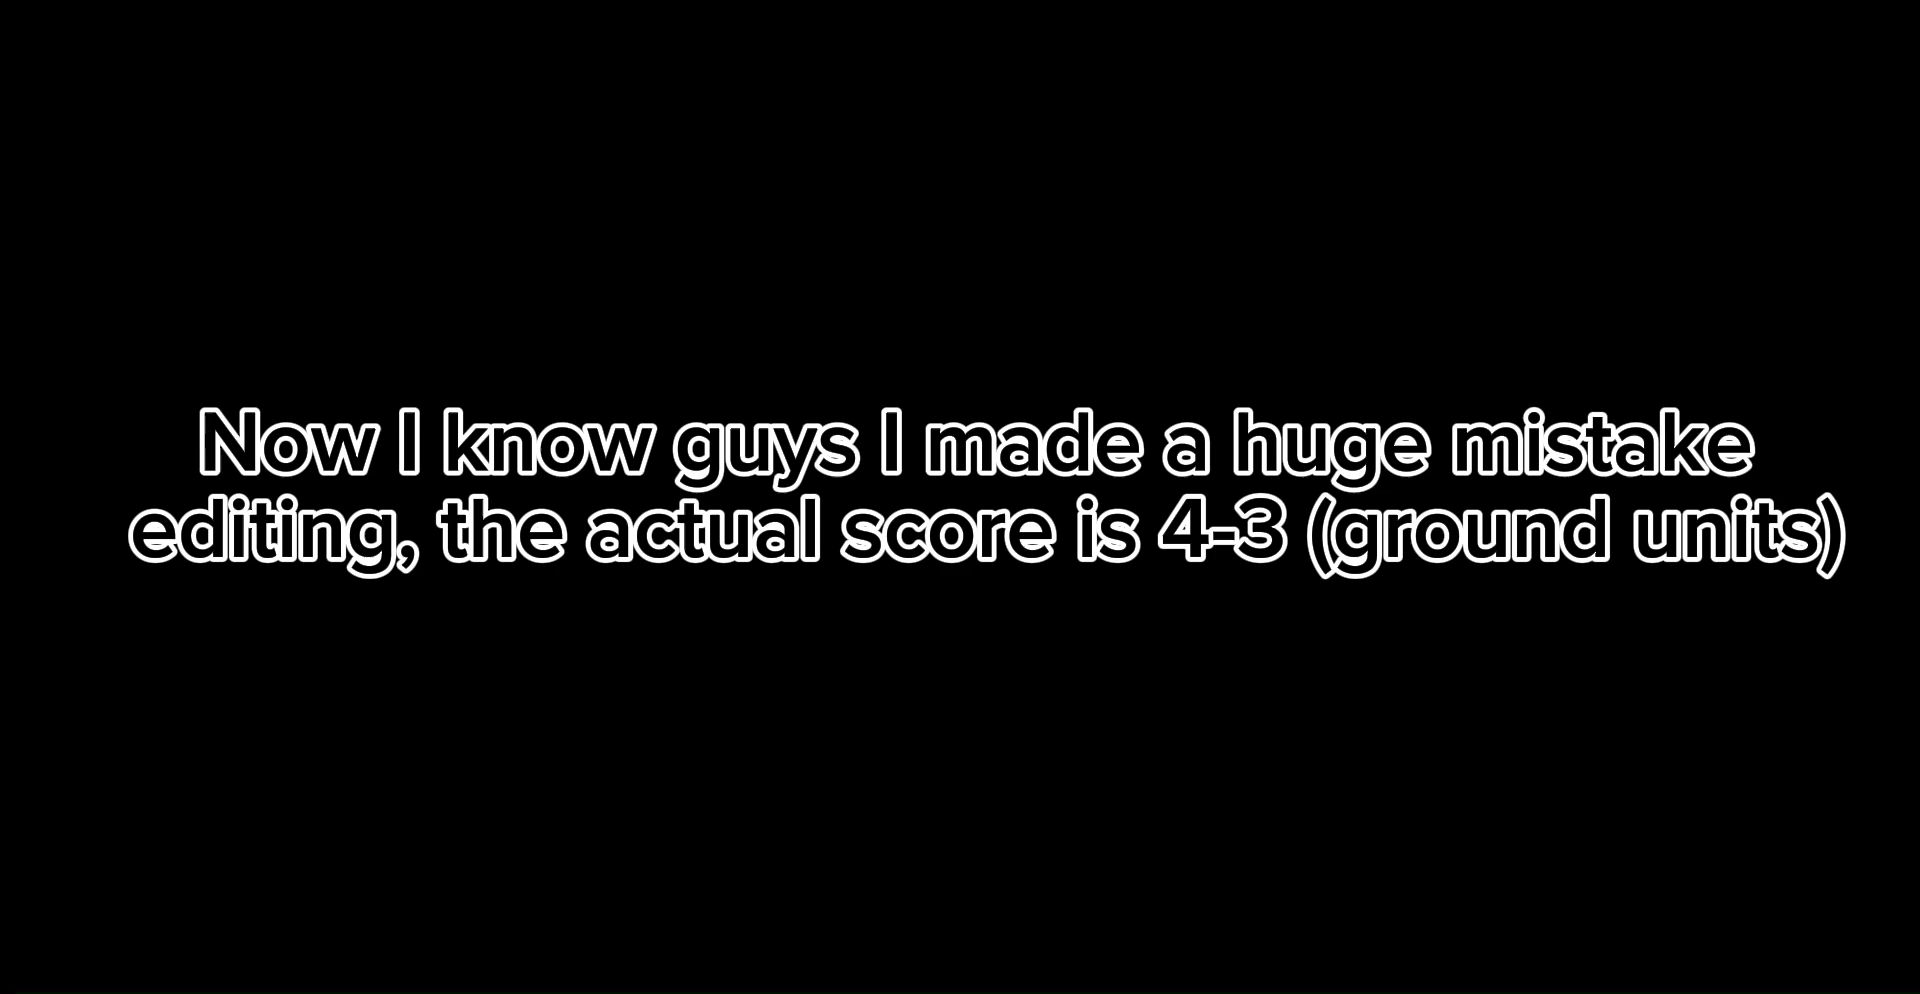 Now I know guys I made a huge mistake
editing, the actual score is 4-3 (ground units)